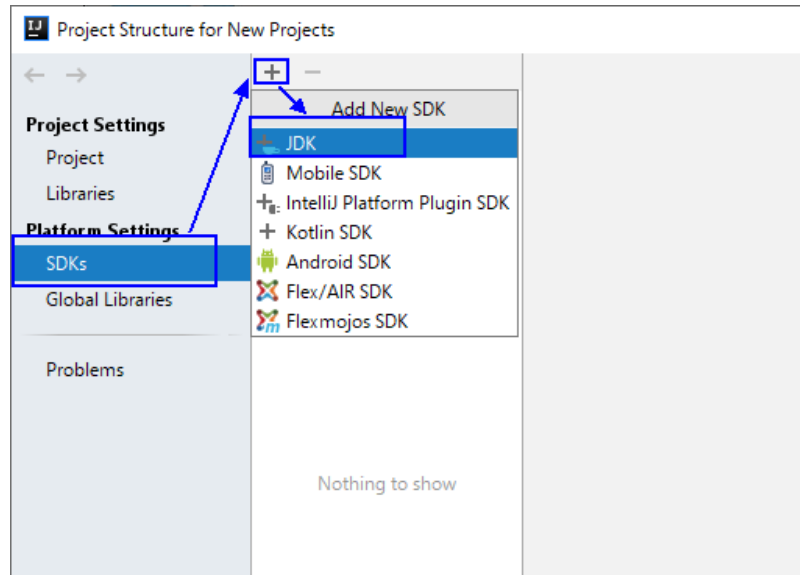 IJ
Project Structure for New Projects
Project Settings
Project
Libraries
Platform Settings
SDKs
Global Libraries
Problems
Add New SDK
JDK
Mobile SDK
IntelliJ Platform Plugin SDK
Kotlin SDK
Android SDK
Flex/AIR SDK
Flexmojos SDK
Nothing to show